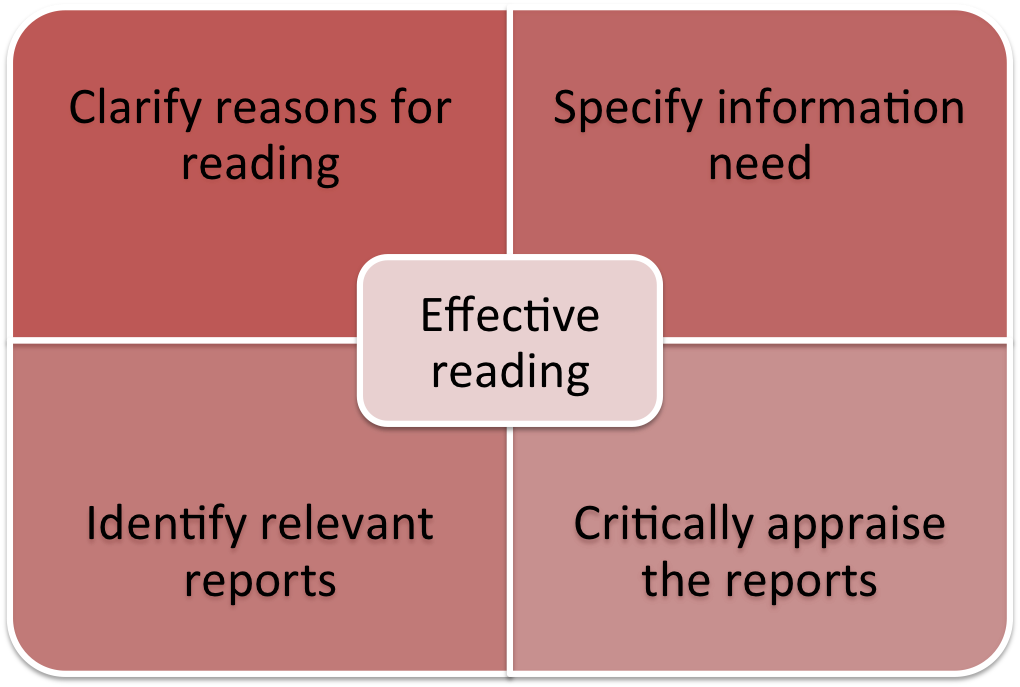 Clarify reasons for
reading
Specify information
need
Effective
reading
Identify relevant
reports
Critically appraise
the reports